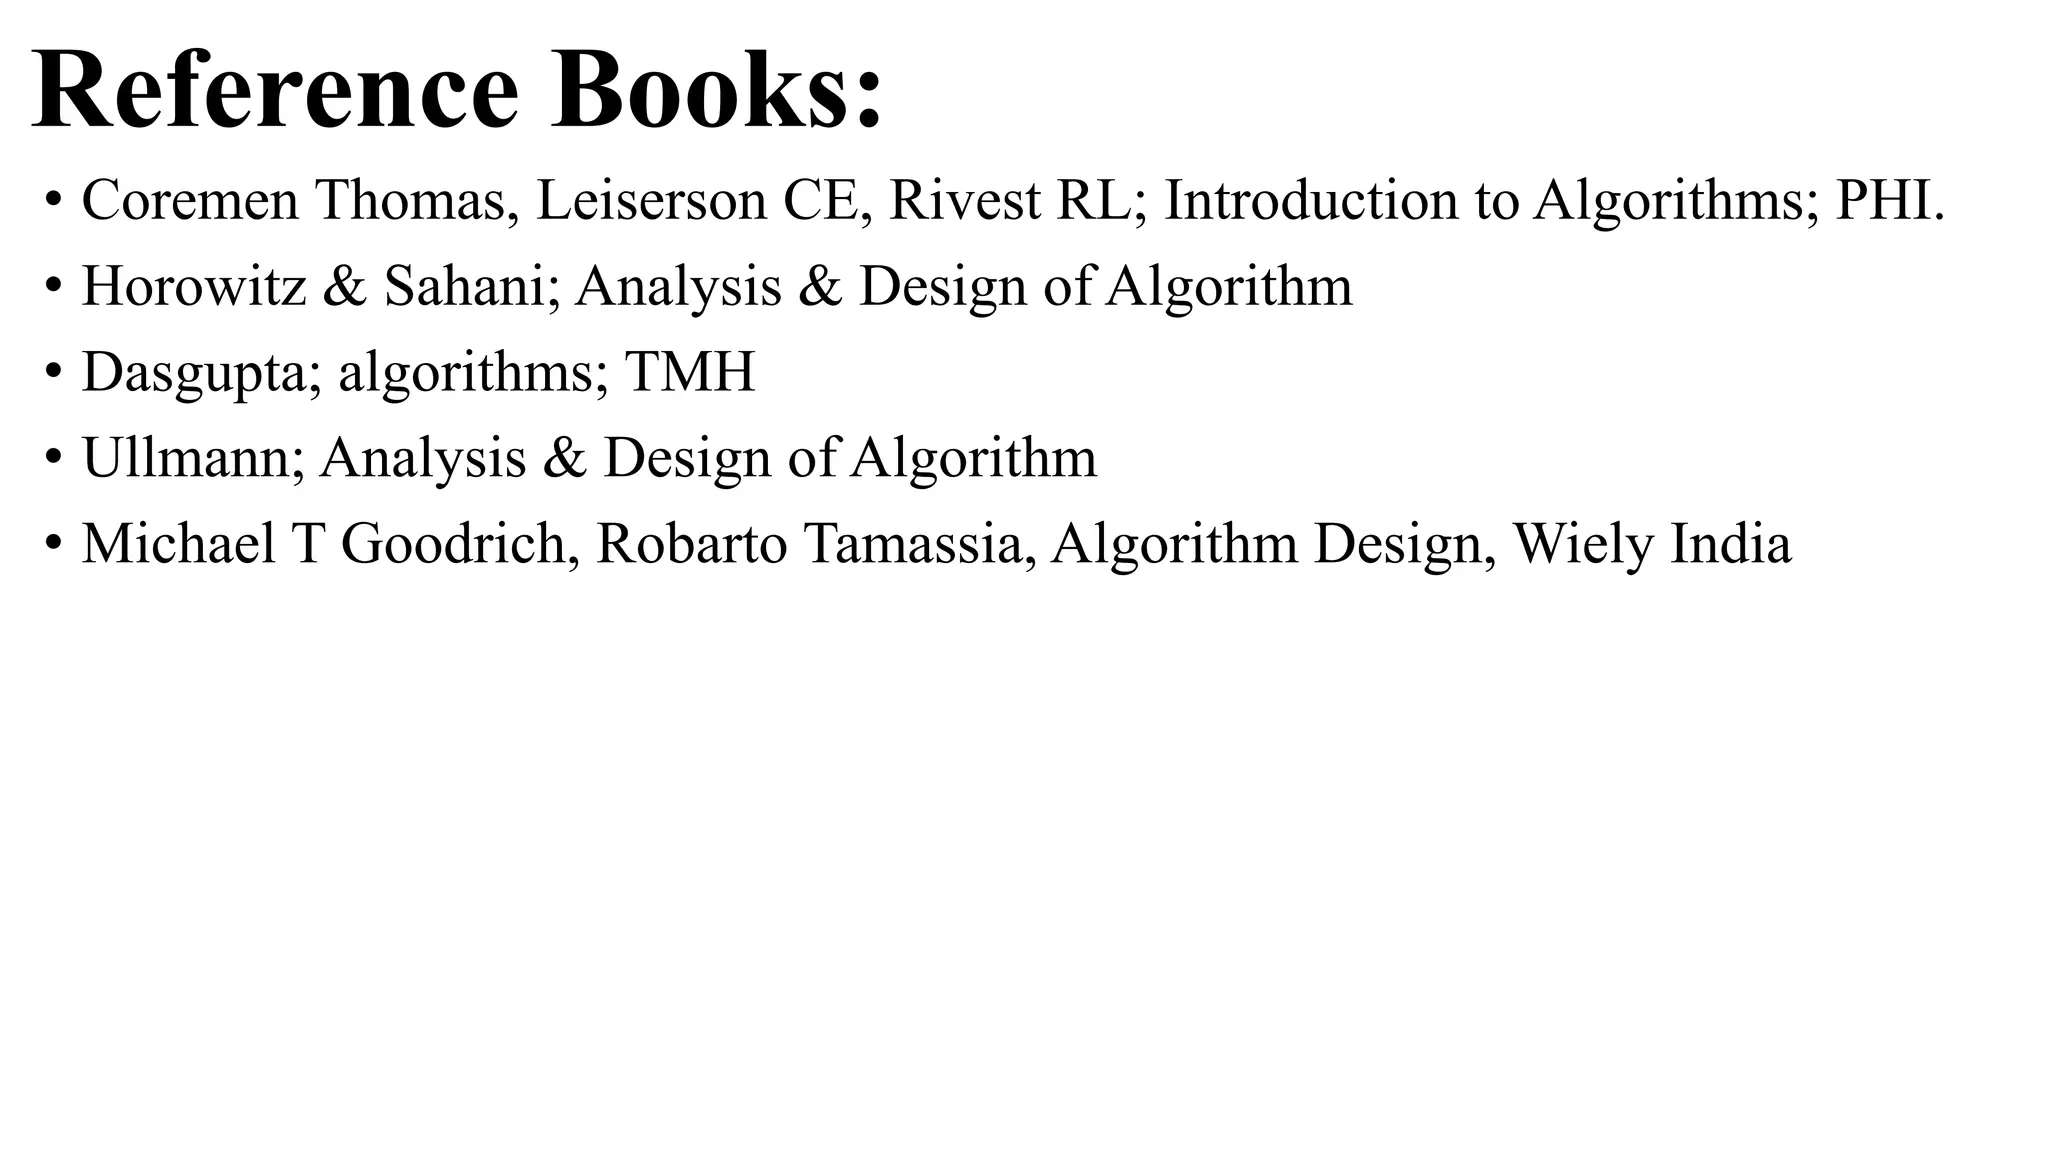 Reference Books:
• Coremen Thomas, Leiserson CE, Rivest RL; Introduction to Algorithms; PHI.
• Horowitz & Sahani; Analysis & Design of Algorithm
• Dasgupta; algorithms; TMH
• Ullmann; Analysis & Design of Algorithm
• Michael T Goodrich, Robarto Tamassia, Algorithm Design, Wiely India